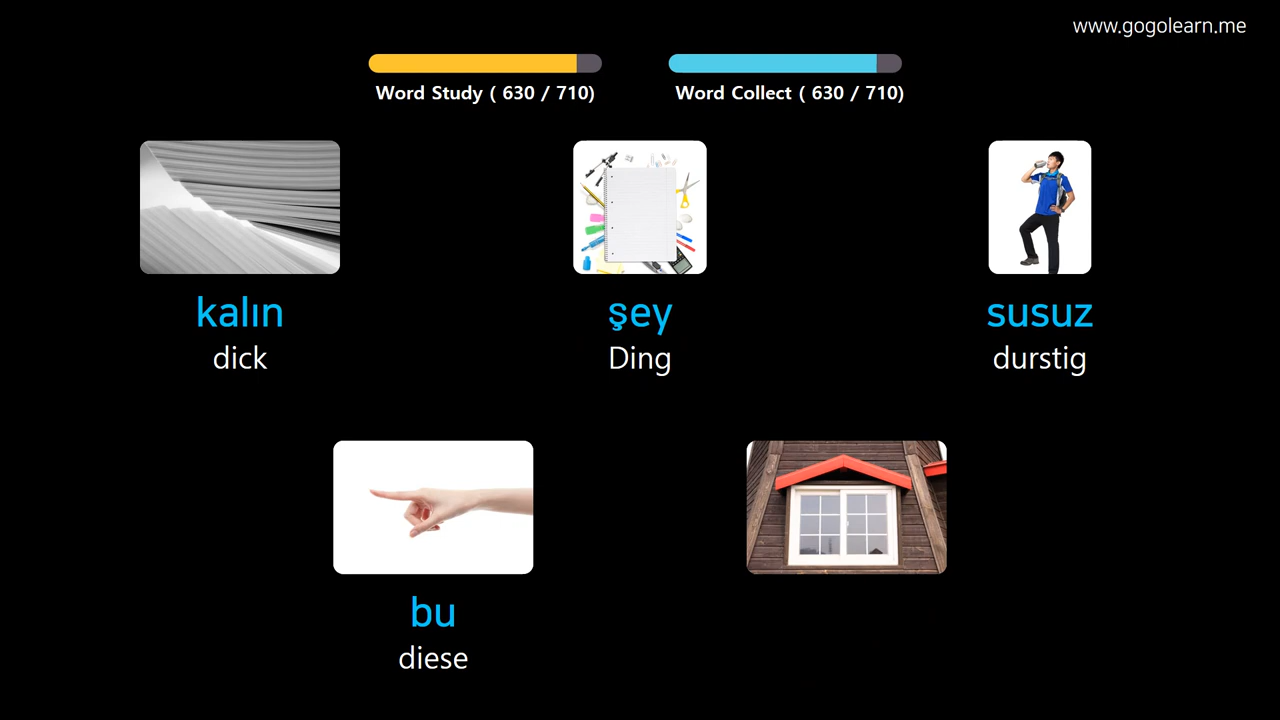 www.gogolearn.me
Word Study ( 630 / 710)
Word Collect ( 630 / 710)
kalın
dick
şey
Ding
susuz
durstig
bu
diese